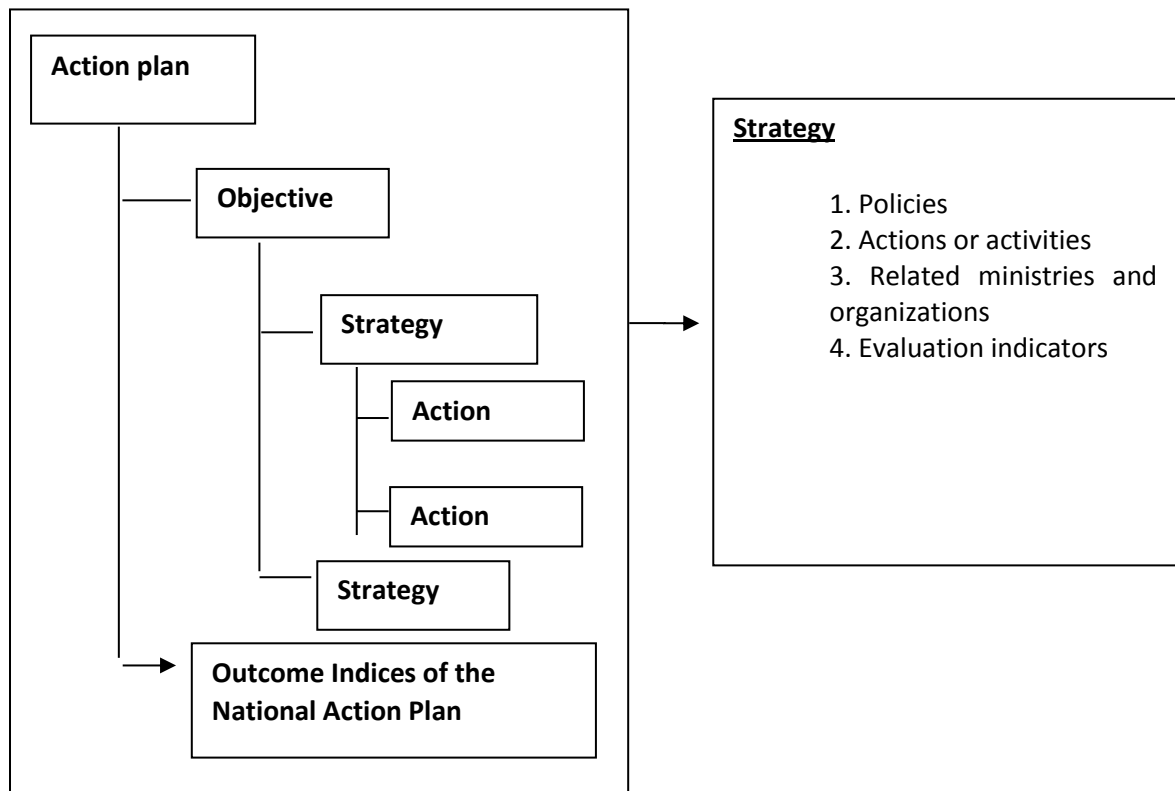 Action plan
Objective
Strategy
Action
Action
Strategy
Outcome Indices of the
National Action Plan
Strategy
1. Policies
2. Actions or activities
3. Related ministries and
organizations
4. Evaluation indicators